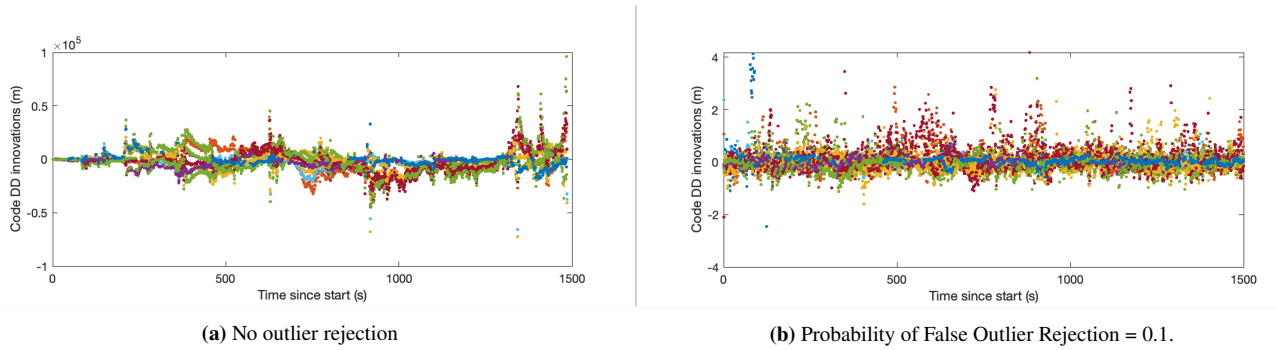 ×10^5
1
0.5
0
-0.5
-1
Code DD innovations (m)
0 500 1000 1500
Time since start (s)
(a) No outlier rejection
4
2
0
-2
-4
Code DD innovations (m)
0 500 1000 1500
Time since start (s)
(b) Probability of False Outlier Rejection = 0.1.